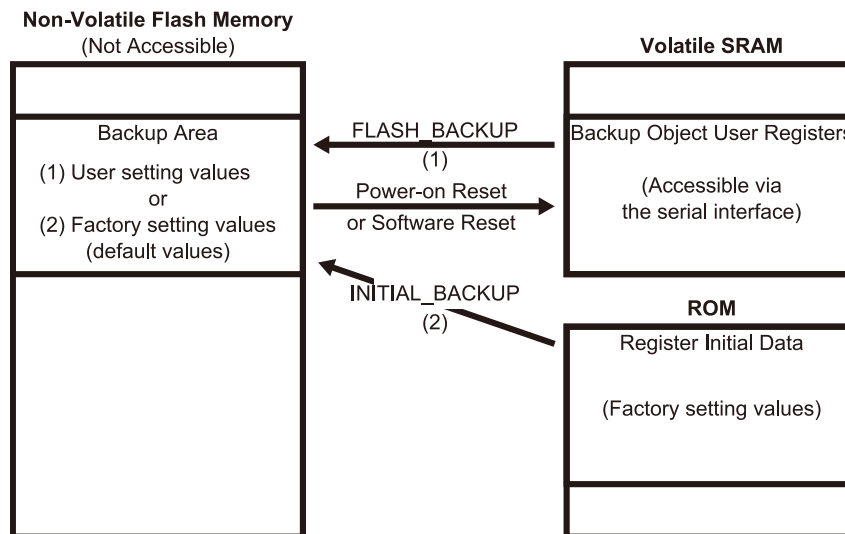 Non-Volatile Flash Memory
(Not Accessible)
Backup Area
(1) User setting values
or
(2) Factory setting values
(default values)
FLASH_BACKUP
(1)
Power-on Reset
or Software Reset
INITIAL_BACKUP
(2)
Volatile SRAM
Backup Object User Registers
(Accessible via
the serial interface)
ROM
Register Initial Data
(Factory setting values)